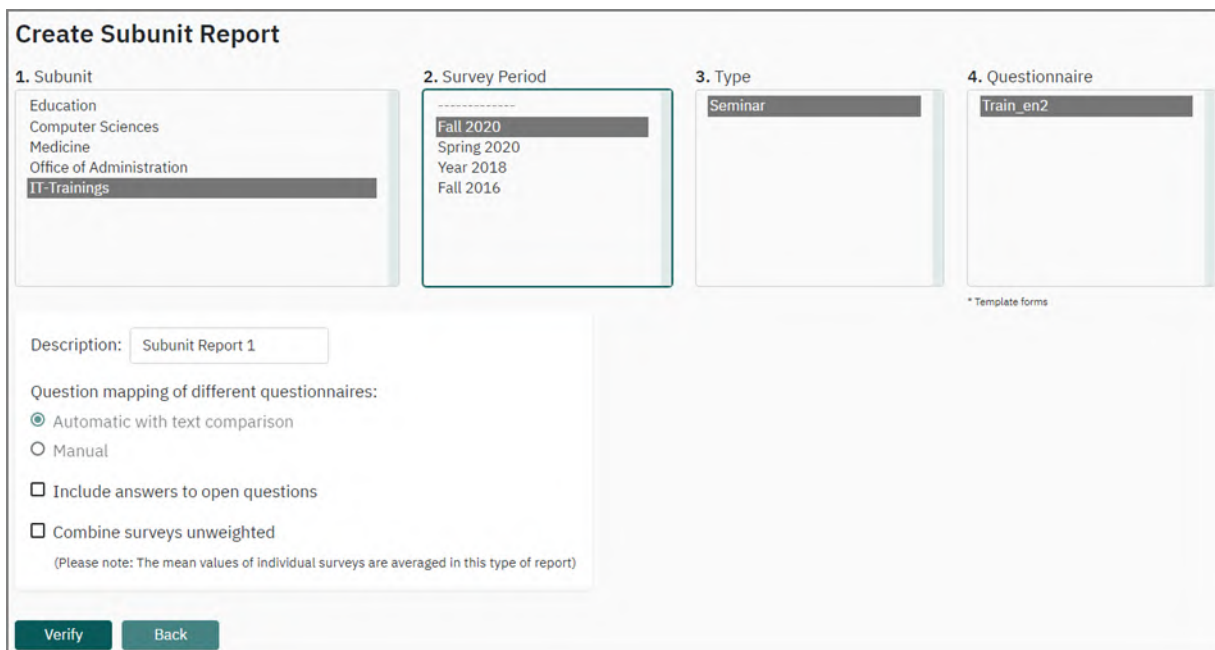 Create Subunit Report
1. Subunit
Education
Computer Sciences
Medicine
Office of Administration
IT-Trainings
2. Survey Period
-------------
Fall 2020
Spring 2020
Year 2018
Fall 2016
3. Type
Seminar
4. Questionnaire
Train_en2
* Template forms
Description: Subunit Report 1
Question mapping of different questionnaires:
Automatic with text comparison
Manual
Include answers to open questions
Combine surveys unweighted
(Please note: The mean values of individual surveys are averaged in this type of report)
Verify Back